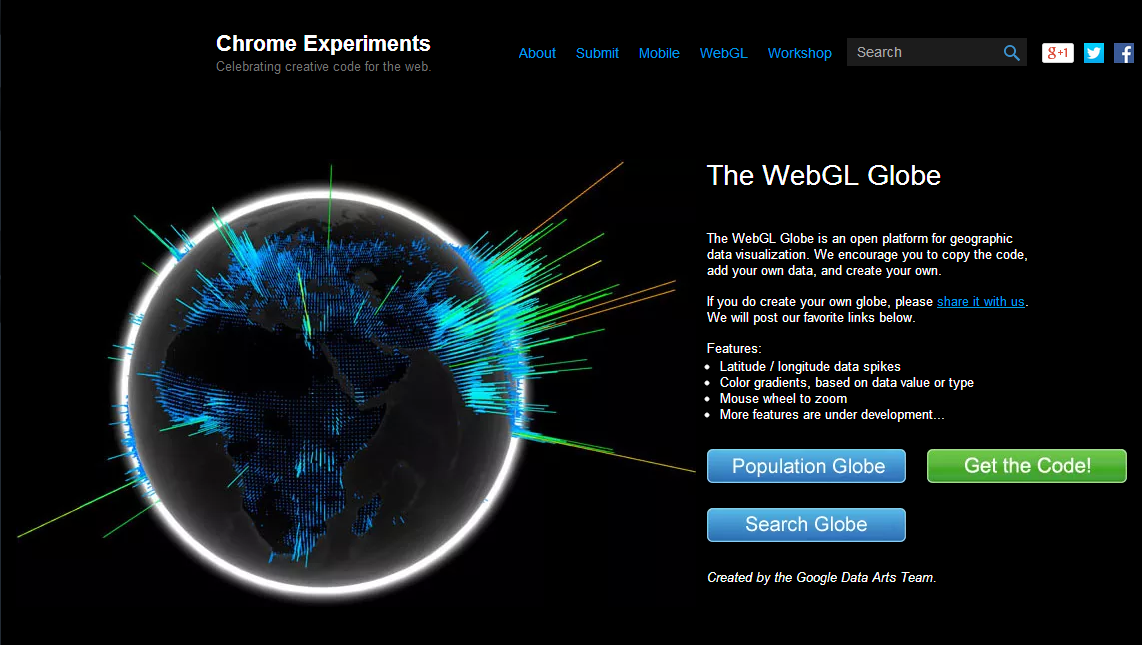 Chrome Experiments
Celebrating creative code for the web.
About Submit Mobile WebGL Workshop Search g+1
The WebGL Globe
The WebGL Globe is an open platform for geographic
data visualization. We encourage you to copy the code,
add your own data, and create your own.
If you do create your own globe, please share it with us.
We will post our favorite links below.
Features:
• Latitude / longitude data spikes
• Color gradients, based on data value or type
• Mouse wheel to zoom
• More features are under development...
Population Globe Get the Code!
Search Globe
Created by the Google Data Arts Team.